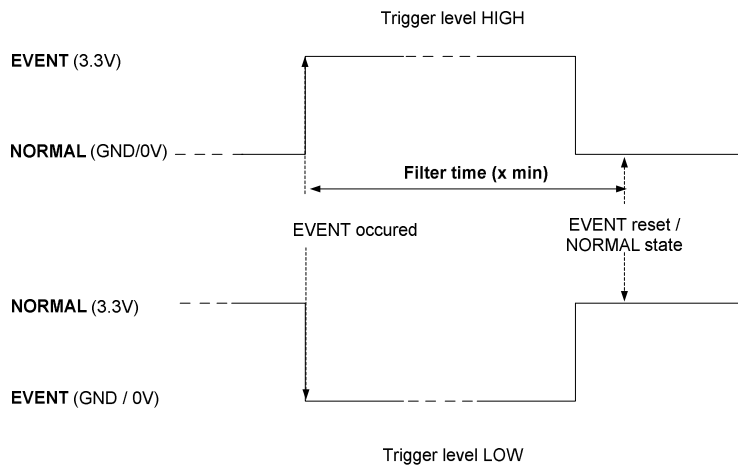 Trigger level HIGH
EVENT (3.3V)
NORMAL (GND/0V)
Filter time (x min)
EVENT occured
EVENT reset /
NORMAL state
NORMAL (3.3V)
EVENT (GND / 0V)
Trigger level LOW